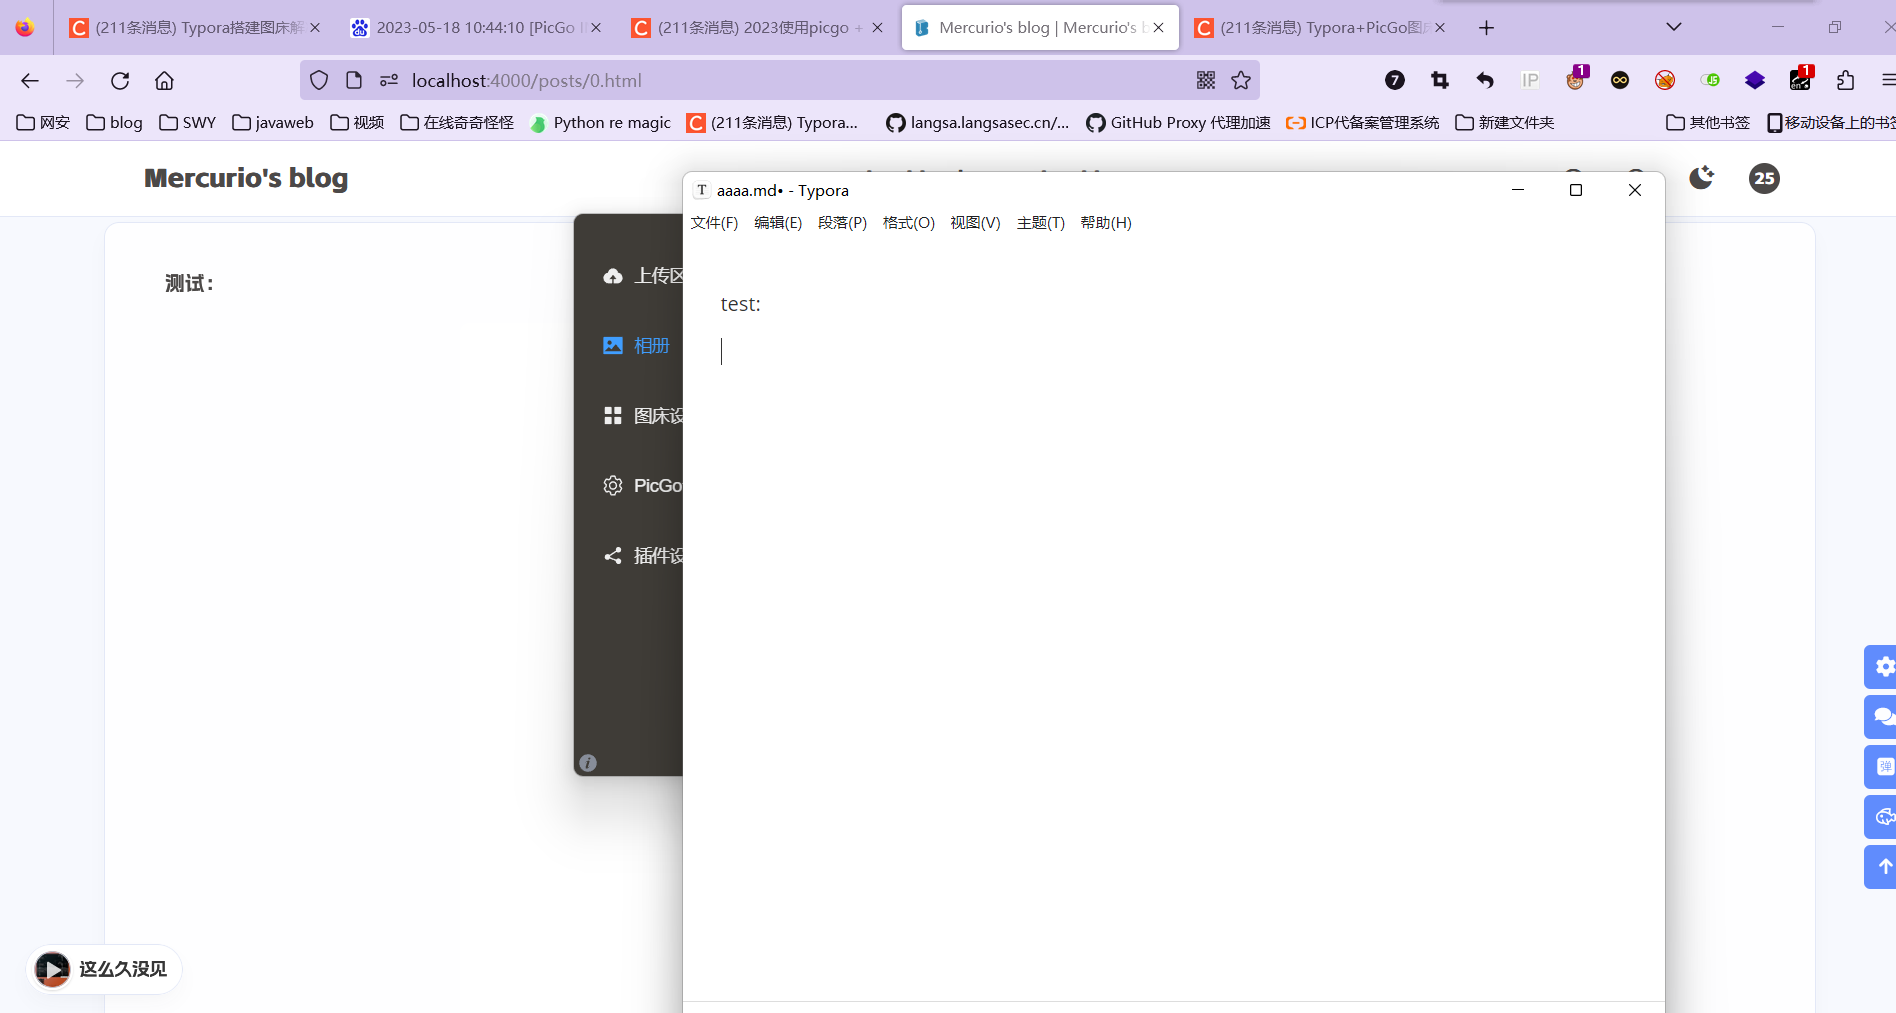 (211条消息) Typora搭建图床解
2023-05-18 10:44:10 [PicGo I
(211条消息) 2023使用picgo +
Mercurio's blog | Mercurio's b
(211条消息) Typora+PicGo图床
localhost:4000/posts/0.html
7
IP
1
JS
en
1
网安
blog
SWY
javaweb
视频
在线奇奇怪怪
Python re magic
(211条消息) Typora...
langsa.langsasec.cn/...
GitHub Proxy 代理加速
ICP代备案管理系统
新建文件夹
其他书签
移动设备上的书签
Mercurio's blog
25
T aaaa.md• - Typora
文件(F) 编辑(E) 段落(P) 格式(O) 视图(V) 主题(T) 帮助(H)
测试：
上传区
test:
相册
图床设
PicGo
插件设
弹
这么久没见